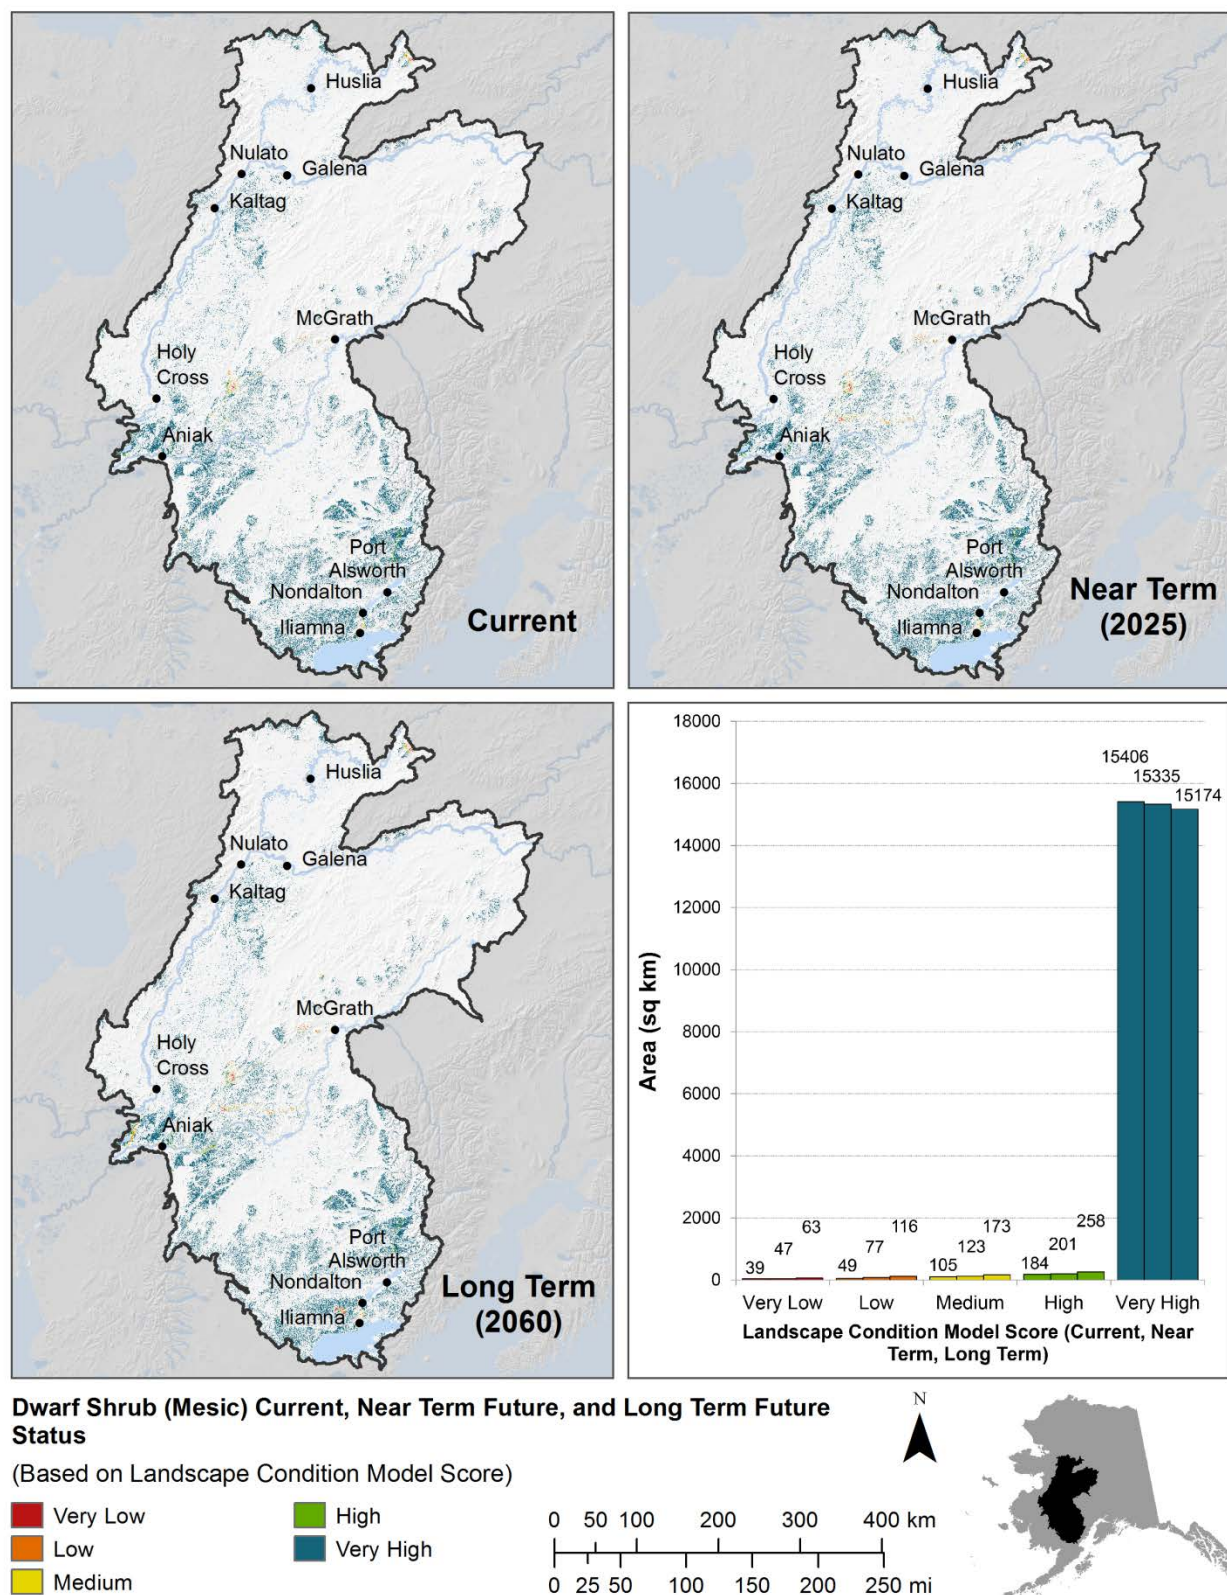 Huslia
Nulato
Galena
Kaltag
McGrath
Holy
Cross
Aniak
Port
Alsworth
Nondalton
Iliamna
Current
Huslia
Nulato
Galena
Kaltag
McGrath
Holy
Cross
Aniak
Port
Alsworth
Nondalton
Iliamna
Near Term
(2025)
Huslia
Nulato
Galena
Kaltag
McGrath
Holy
Cross
Aniak
Port
Alsworth
Nondalton
Iliamna
Long Term
(2060)
18000
16000
14000
12000
10000
8000
6000
4000
2000
0
Area (sq km)
39
47
63
49
77
116
105
123
173
184
201
258
15406
15335
15174
Very Low
Low
Medium
High
Very High
Landscape Condition Model Score (Current, Near
Term, Long Term)
Dwarf Shrub (Mesic) Current, Near Term Future, and Long Term Future
Status
(Based on Landscape Condition Model Score)
Very Low
Low
Medium
High
Very High
0 50 100 200 300 400 km
0 25 50 100 150 200 250 mi
N